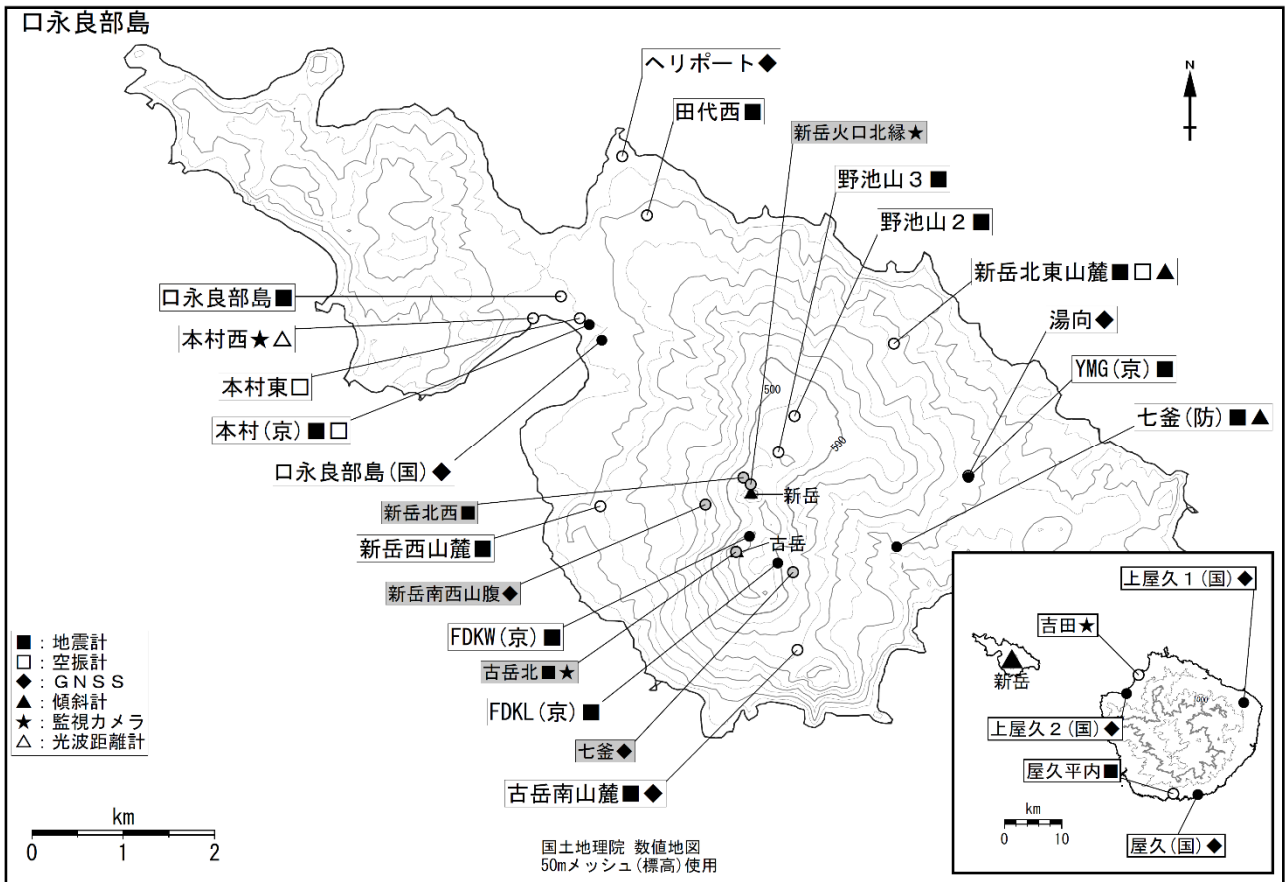 口永良部島
ヘリポート◆
N
田代西■
新岳火口北縁★
野池山３■
野池山２■
新岳北東山麓■□▲
口永良部島■
湯向◆
本村西★△
YMG(京)■
本村東□
500
七釜(防)■▲
本村(京)■□
500
口永良部島(国)◆
新岳
新岳北西■
新岳西山麓■
古岳
新岳南西山腹◆
FDKW(京)■
古岳北■★
FDKL(京)■
七釜◆
古岳南山麓■◆
■：地震計
□：空振計
◆：ＧＮＳＳ
▲：傾斜計
★：監視カメラ
△：光波距離計
km
0 1 2
国土地理院 数値地図
50mメッシュ(標高)使用
上屋久１(国)◆
吉田★
新岳
1000
上屋久２(国)◆
屋久平内■
km
0 10
屋久(国)◆